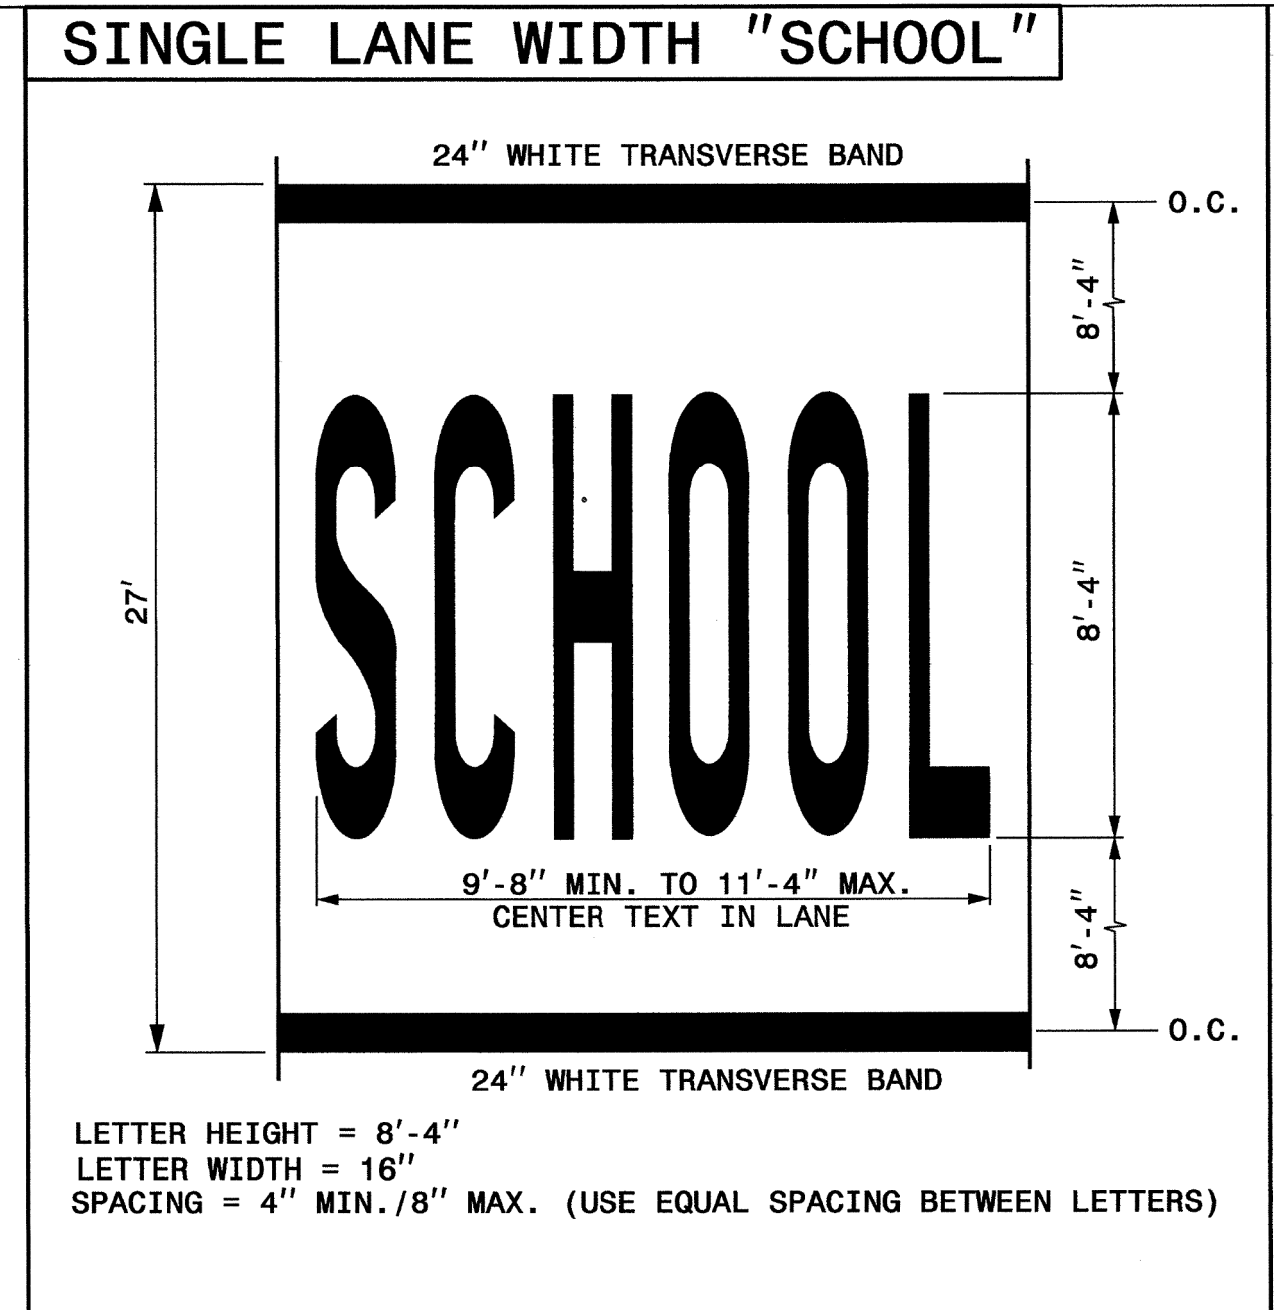 SINGLE LANE WIDTH "SCHOOL"
24" WHITE TRANSVERSE BAND
O.C.
8'-4"
SCHOOL
27'
8'-4"
9'-8" MIN. TO 11'-4" MAX.
CENTER TEXT IN LANE
8'-4"
O.C.
24" WHITE TRANSVERSE BAND
LETTER HEIGHT = 8'-4"
LETTER WIDTH = 16"
SPACING = 4" MIN./8" MAX. (USE EQUAL SPACING BETWEEN LETTERS)